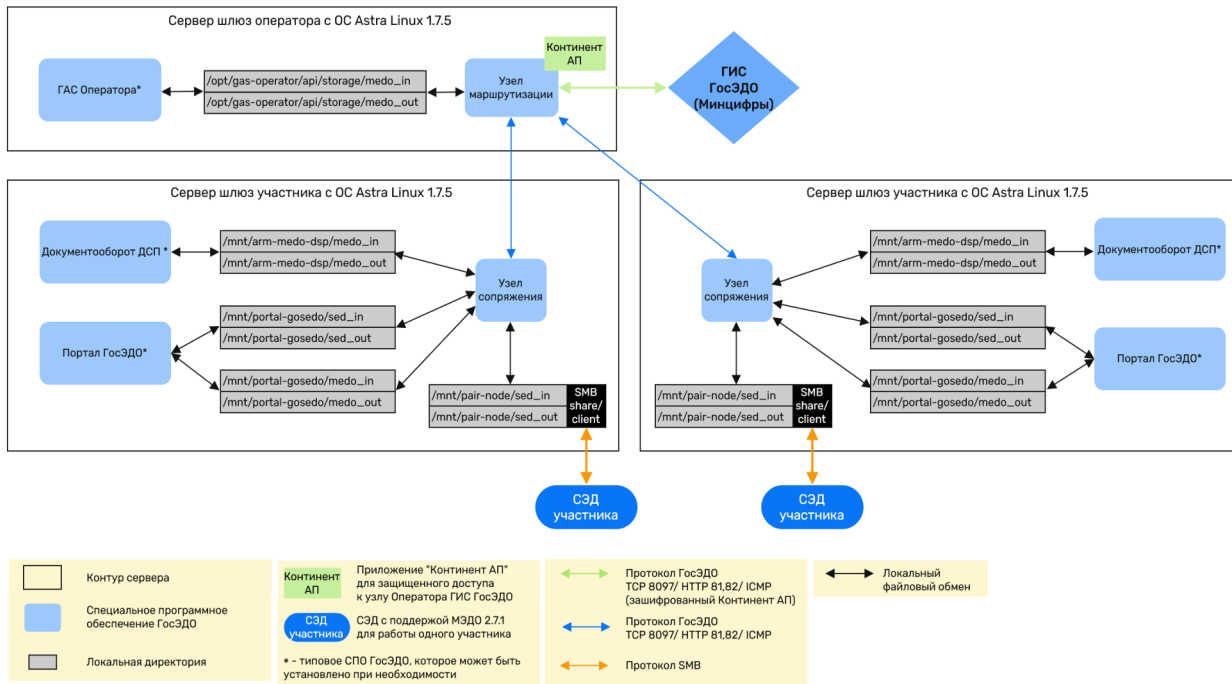 Сервер шлюз оператора с ОС Astra Linux 1.7.5
Континент
АП
ГАС Оператора*
/opt/gas-operator/api/storage/medo_in
/opt/gas-operator/api/storage/medo_out
Узел
маршрутизации
ГИС
ГосЭДО
(Минцифры)
Сервер шлюз участника с ОС Astra Linux 1.7.5
Документооборот ДСП *
/mnt/arm-medo-dsp/medo_in
/mnt/arm-medo-dsp/medo_out
Узел
сопряжения
Портал ГосЭДО*
/mnt/portal-gosedo/sed_in
/mnt/portal-gosedo/sed_out
/mnt/portal-gosedo/medo_in
/mnt/portal-gosedo/medo_out
/mnt/pair-node/sed_in
/mnt/pair-node/sed_out
SMB
share/
client
СЭД
участника
Сервер шлюз участника с ОС Astra Linux 1.7.5
Узел
сопряжения
/mnt/arm-medo-dsp/medo_in
/mnt/arm-medo-dsp/medo_out
Документооборот ДСП*
/mnt/portal-gosedo/sed_in
/mnt/portal-gosedo/sed_out
Портал ГосЭДО*
/mnt/portal-gosedo/medo_in
/mnt/portal-gosedo/medo_out
/mnt/pair-node/sed_in
/mnt/pair-node/sed_out
SMB
share/
client
СЭД
участника
Контур сервера
Специальное программное
обеспечение ГосЭДО
Локальная директория
Континент
АП
Приложение "Континент АП"
для защищенного доступа
к узлу Оператора ГИС ГосЭДО
СЭД
участника
СЭД с поддержкой МЭДО 2.7.1
для работы одного участника
* - типовое СПО ГосЭДО, которое может быть
установлено при необходимости
Протокол ГосЭДО
TCP 8097/ HTTP 81,82/ ICMP
(зашифрованный Континент АП)
Протокол ГосЭДО
TCP 8097/ HTTP 81,82/ ICMP
Протокол SMB
Локальный
файловый обмен